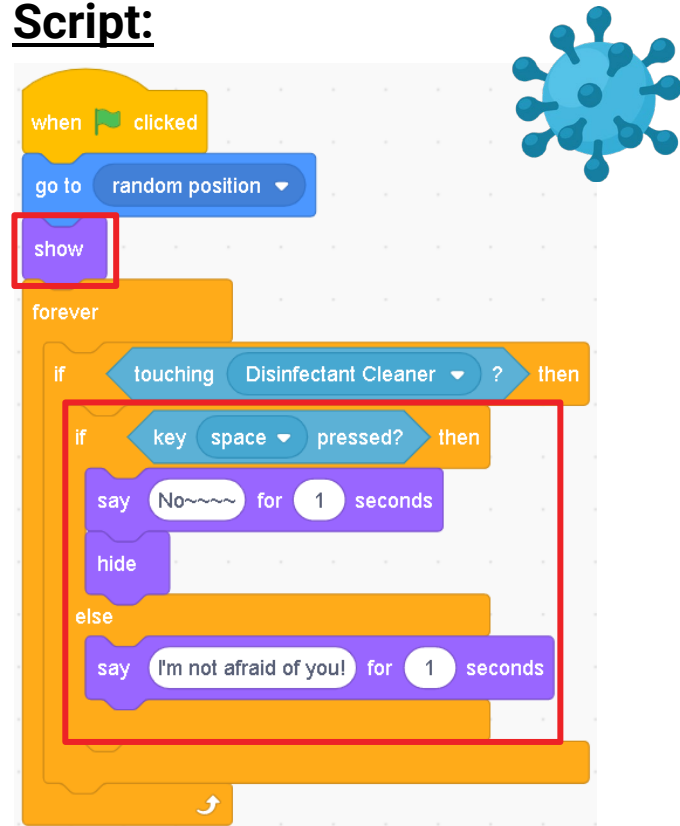 Script:
when clicked
go to random position
show
forever
if touching Disinfectant Cleaner ? then
if key space pressed? then
say No~~~~ for 1 seconds
hide
else
say I'm not afraid of you! for 1 seconds